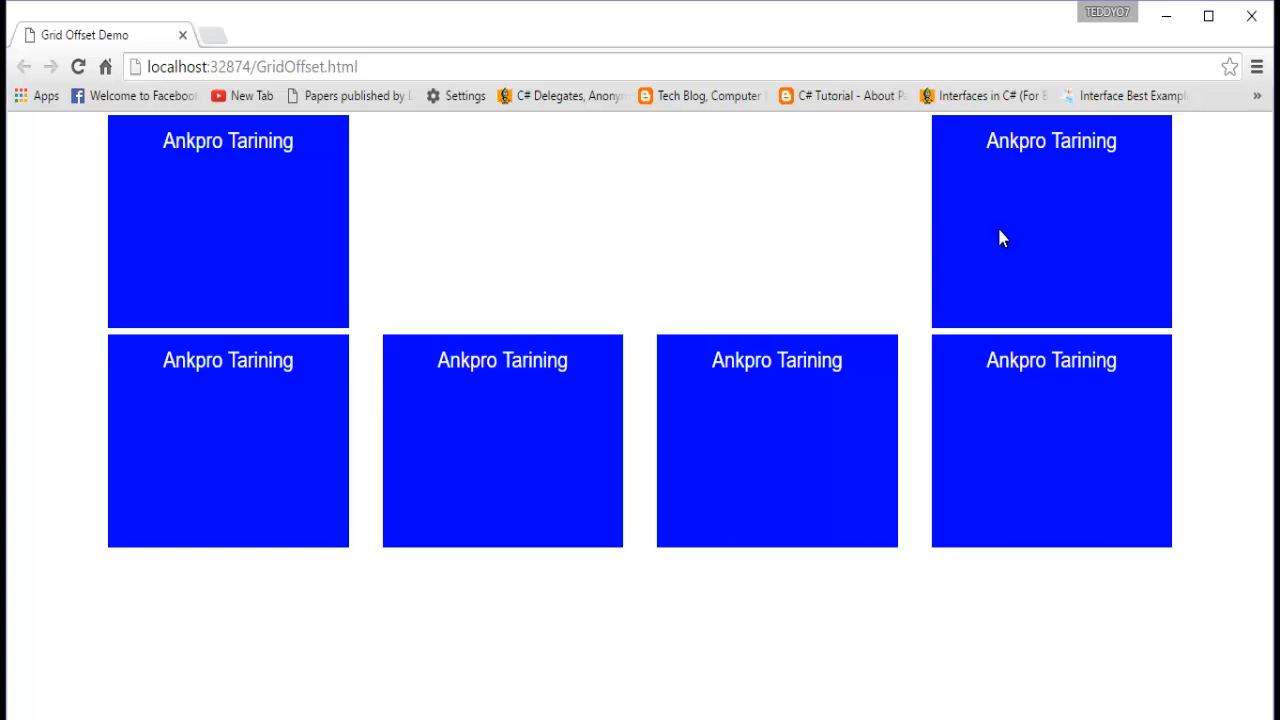 TEDDYO7
Grid Offset Demo
localhost:32874/GridOffset.html
Apps Welcome to Facebook New Tab Papers published by Settings C# Delegates, Anonym Tech Blog, Computer C# Tutorial - About Interfaces in C# (For Interface Best Exampl »
Ankpro Tarining Ankpro Tarining
Ankpro Tarining Ankpro Tarining Ankpro Tarining Ankpro Tarining